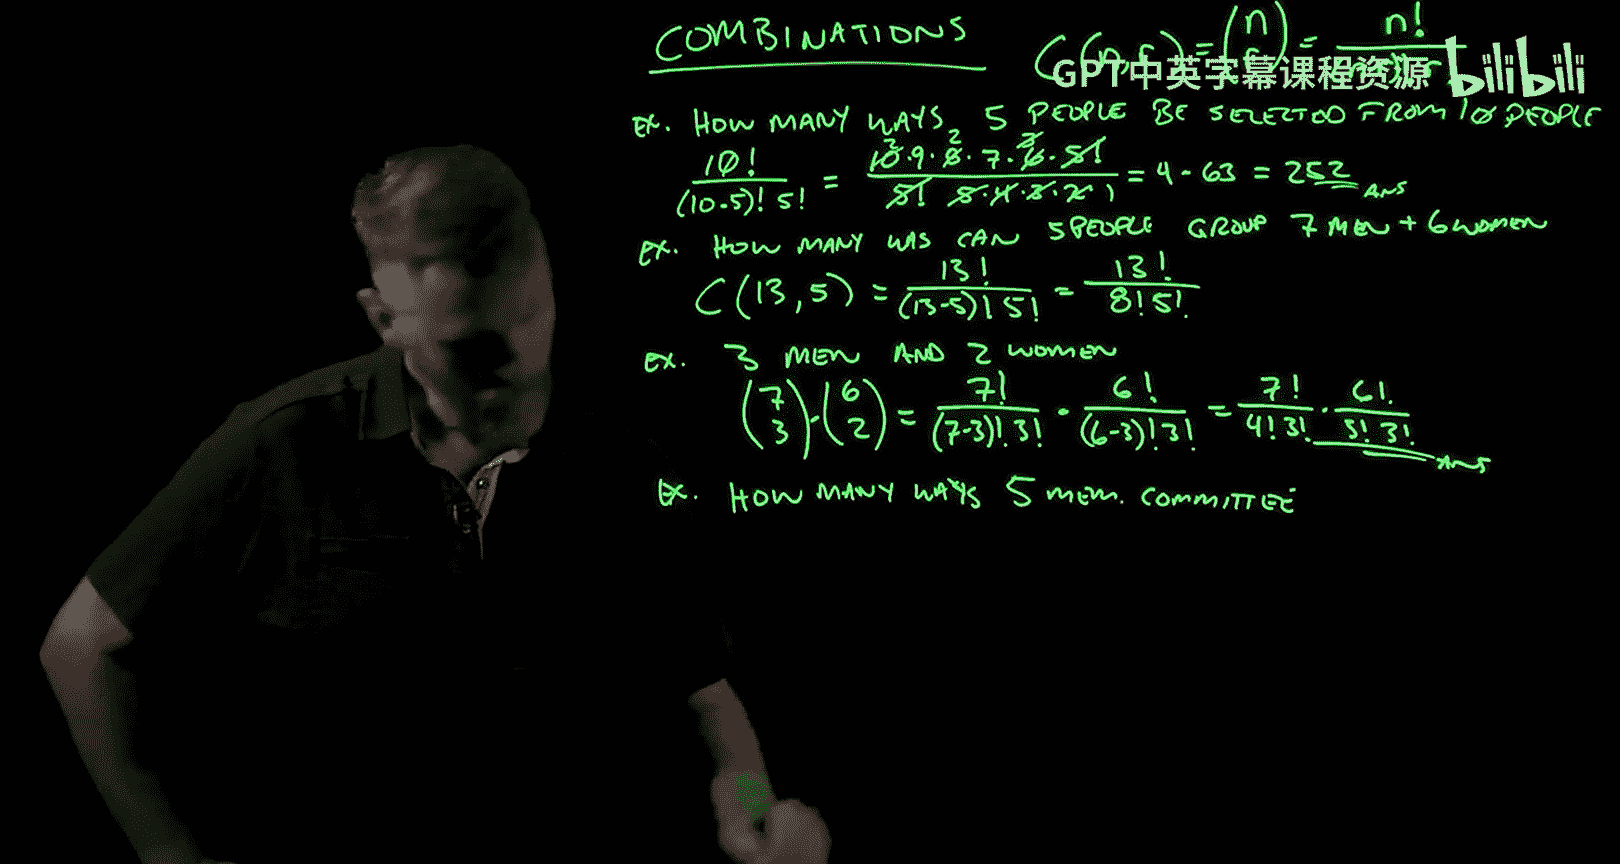 COMBINATIONS C(n,r) = (n r) = n!
GPT中英字幕课程资源 bilibili
EX. HOW MANY WAYS, 5 PEOPLE BE SELECTED FROM 10 PEOPLE
10! / (10-5)! 5! = 10·9·8·7·6·5! / 5! 5·4·3·2·1 = 4 · 63 = 252 ANS
EX. HOW MANY WAS CAN 5 PEOPLE GROUP 7 MEN + 6 WOMEN
C(13,5) = 13! / (13-5)! 5! = 13! / 8! 5!
EX. 3 MEN AND 2 WOMEN
(7 3)·(6 2) = 7! / (7-3)! 3! · 6! / (6-3)! 3! = 7! / 4! 3! · 6! / 3! 3! ANS
EX. HOW MANY WAYS 5 MEM. COMMITTEE